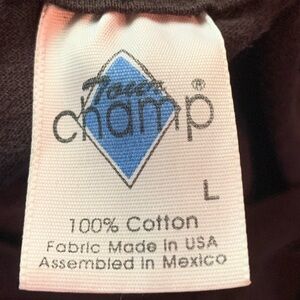 Tour
champ®
L
100% Cotton
Fabric Made in USA
Assembled in Mexico